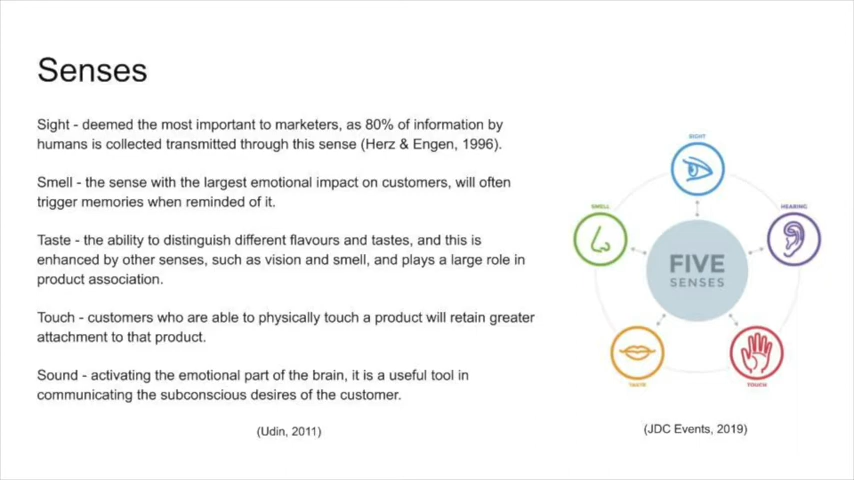 Senses
Sight - deemed the most important to marketers, as 80% of information by
humans is collected transmitted through this sense (Herz & Engen, 1996).
Smell - the sense with the largest emotional impact on customers, will often
trigger memories when reminded of it.
Taste - the ability to distinguish different flavours and tastes, and this is
enhanced by other senses, such as vision and smell, and plays a large role in
product association.
Touch - customers who are able to physically touch a product will retain greater
attachment to that product.
Sound - activating the emotional part of the brain, it is a useful tool in
communicating the subconscious desires of the customer.
(Udin, 2011)
SIGHT
SMELL
HEARING
FIVE
SENSES
TASTE
TOUCH
(JDC Events, 2019)